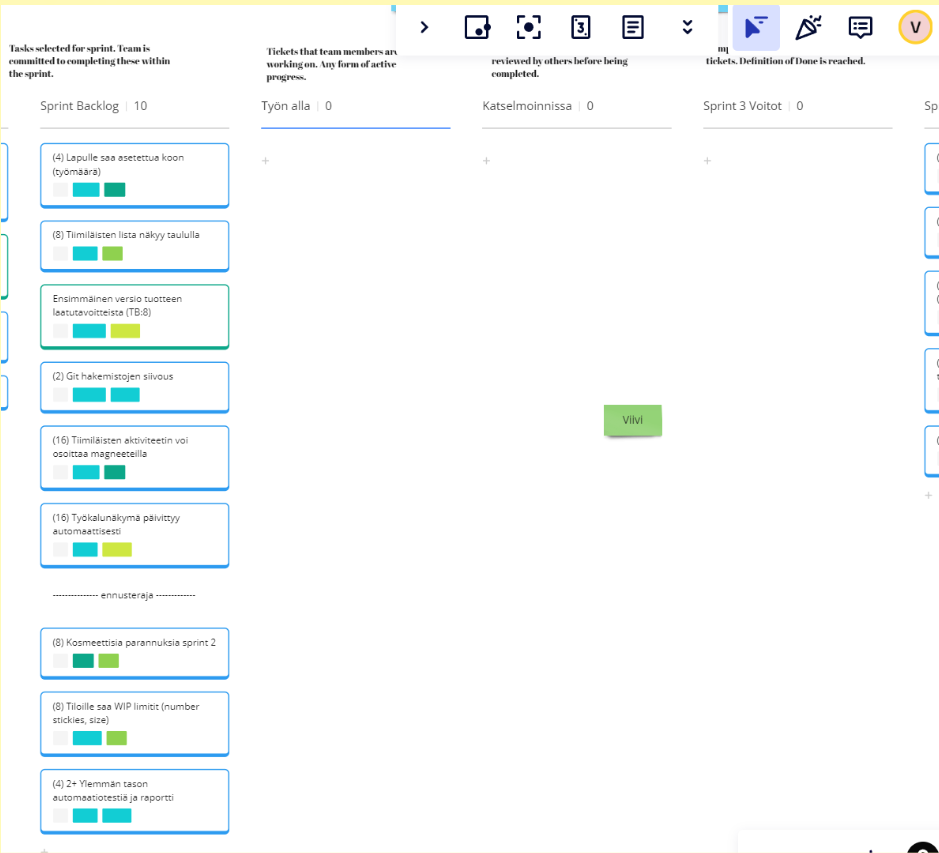 Tasks selected for sprint. Team is
committed to completing these within
the sprint.
Tickets that team members are
working on. Any form of active
progress.
reviewed by others before being
completed.
tickets. Definition of Done is reached.
Sprint Backlog | 10
Työn alla | 0
Katselmoinnissa | 0
Sprint 3 Voitot | 0
Sp
(4) Lapulle saa asetettua koon
(työmäärä)
(8) Tiimiläisten lista näkyy taululla
Ensimmäinen versio tuotteen
laatutavoitteista (TB:8)
(2) Git hakemistojen siivous
(16) Tiimiläisten aktiviteetin voi
osoittaa magneeteilla
(16) Työkalunäkymä päivittyy
automaattisesti
--------------- ennusteraja -------------
(8) Kosmeettisia parannuksia sprint 2
(8) Tiloille saa WIP limitit (number
stickies, size)
(4) 2+ Ylemmän tason
automaatiotestiä ja raportti
Viivi
3
V